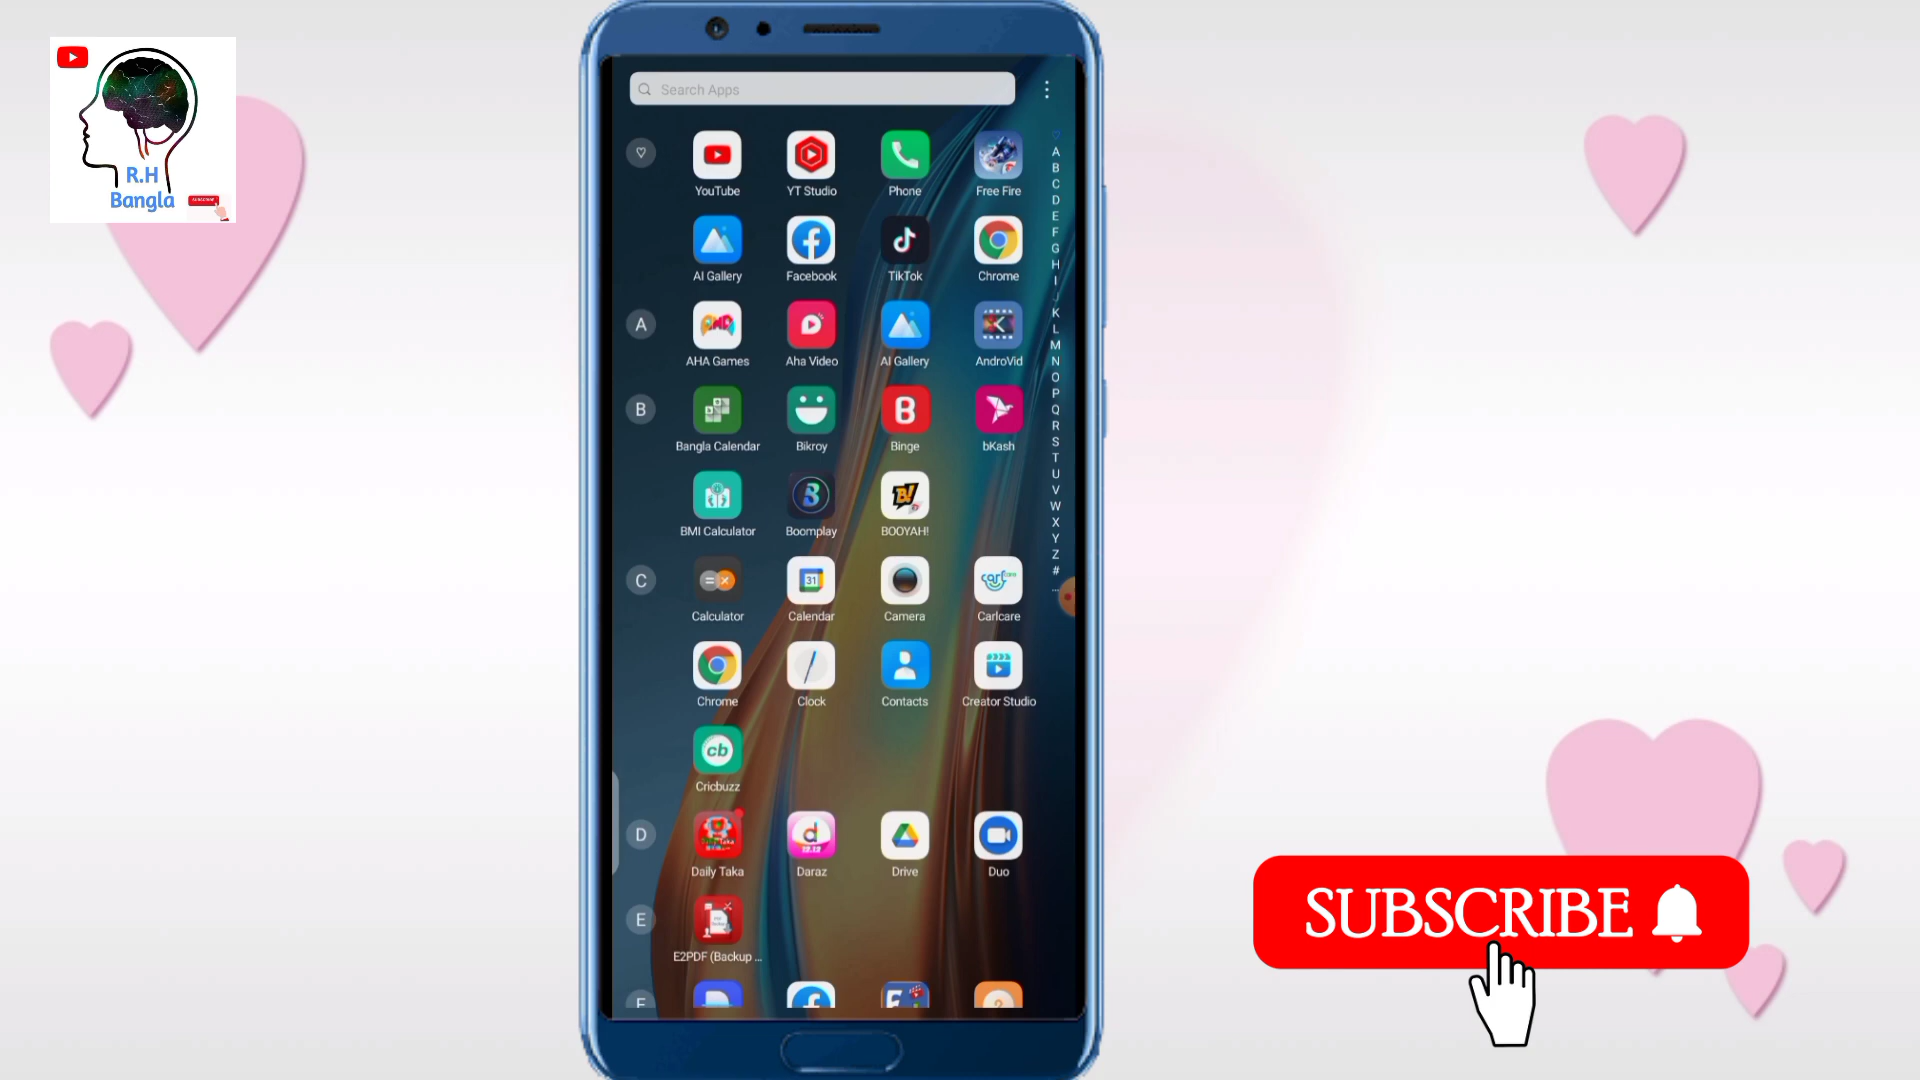 R.H
Bangla
SUBSCRIBE
Search Apps
YouTube YT Studio Phone Free Fire
AI Gallery Facebook TikTok Chrome
A
AHA Games Aha Video AI Gallery AndroVid
B
Bangla Calendar Bikroy Binge bKash
BMI Calculator Boomplay BOOYAH!
C
Calculator Calendar Camera Carlcare
Chrome Clock Contacts Creator Studio
Cricbuzz
D
Daily Taka Daraz Drive Duo
E
E2PDF (Backup ...
F
A
B
C
D
E
F
G
H
I
J
K
L
M
N
O
P
Q
R
S
T
U
V
W
X
Y
Z
#
SUBSCRIBE